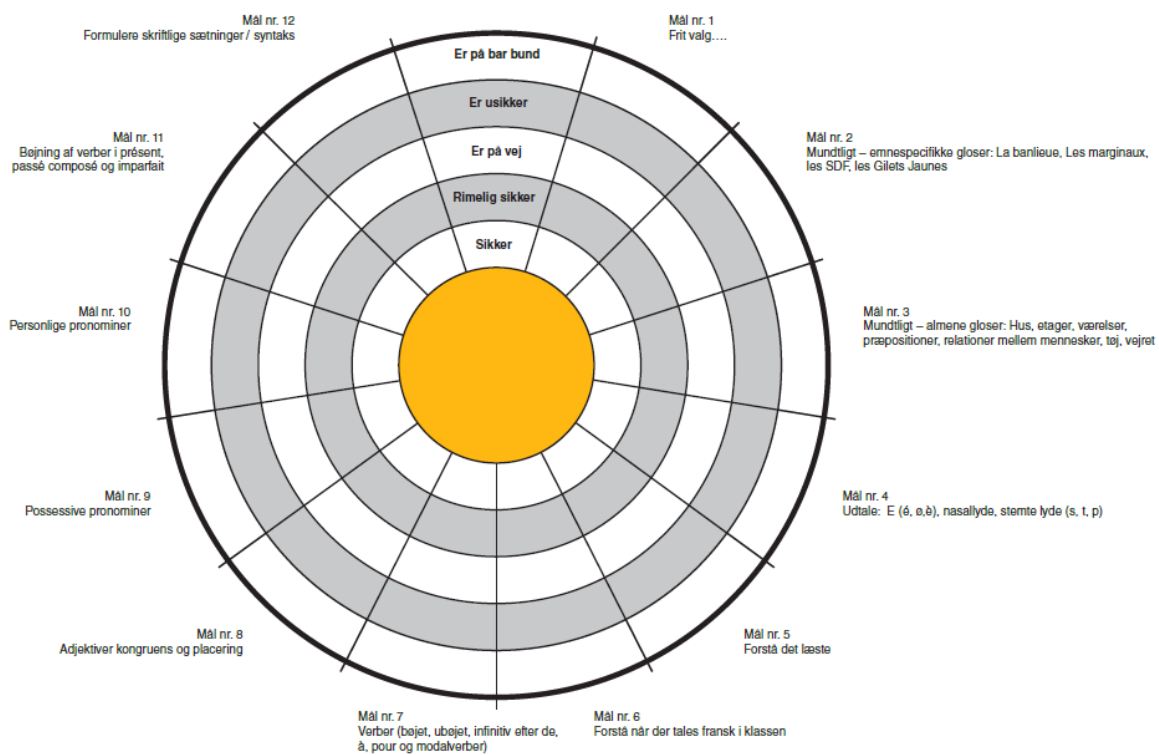 Mål nr. 12
Formulere skriftlige sætninger / syntaks
Mål nr. 1
Frit valg….
Er på bar bund
Er usikker
Er på vej
Rimelig sikker
Sikker
Mål nr. 2
Mundtligt – emnespecifikke gloser: La banlieue, Les marginaux,
les SDF, les Gilets Jaunes
Mål nr. 3
Mundtligt – almene gloser: Hus, etager, værelser,
præpositioner, relationer mellem mennesker, tøj, vejret
Mål nr. 4
Udtale:  E (é, ø,è), nasallyde, stemte lyde (s, t, p)
Mål nr. 5
Forstå det læste
Mål nr. 6
Forstå når der tales fransk i klassen
Mål nr. 7
Verber (bøjet, ubøjet, infinitiv efter de,
à, pour og modalverber)
Mål nr. 8
Adjektiver kongruens og placering
Mål nr. 9
Possessive pronominer
Mål nr. 10
Personlige pronominer
Mål nr. 11
Bøjning af verber i présent,
passé composé og imparfait